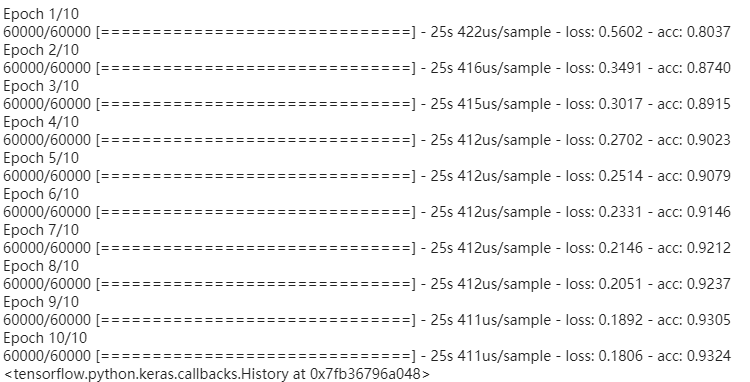 Epoch 1/10
60000/60000 [==============================] - 25s 422us/sample - loss: 0.5602 - acc: 0.8037
Epoch 2/10
60000/60000 [==============================] - 25s 416us/sample - loss: 0.3491 - acc: 0.8740
Epoch 3/10
60000/60000 [==============================] - 25s 415us/sample - loss: 0.3017 - acc: 0.8915
Epoch 4/10
60000/60000 [==============================] - 25s 412us/sample - loss: 0.2702 - acc: 0.9023
Epoch 5/10
60000/60000 [==============================] - 25s 412us/sample - loss: 0.2514 - acc: 0.9079
Epoch 6/10
60000/60000 [==============================] - 25s 412us/sample - loss: 0.2331 - acc: 0.9146
Epoch 7/10
60000/60000 [==============================] - 25s 412us/sample - loss: 0.2146 - acc: 0.9212
Epoch 8/10
60000/60000 [==============================] - 25s 412us/sample - loss: 0.2051 - acc: 0.9237
Epoch 9/10
60000/60000 [==============================] - 25s 411us/sample - loss: 0.1892 - acc: 0.9305
Epoch 10/10
60000/60000 [==============================] - 25s 411us/sample - loss: 0.1806 - acc: 0.9324
<tensorflow.python.keras.callbacks.History at 0x7fb36796a048>